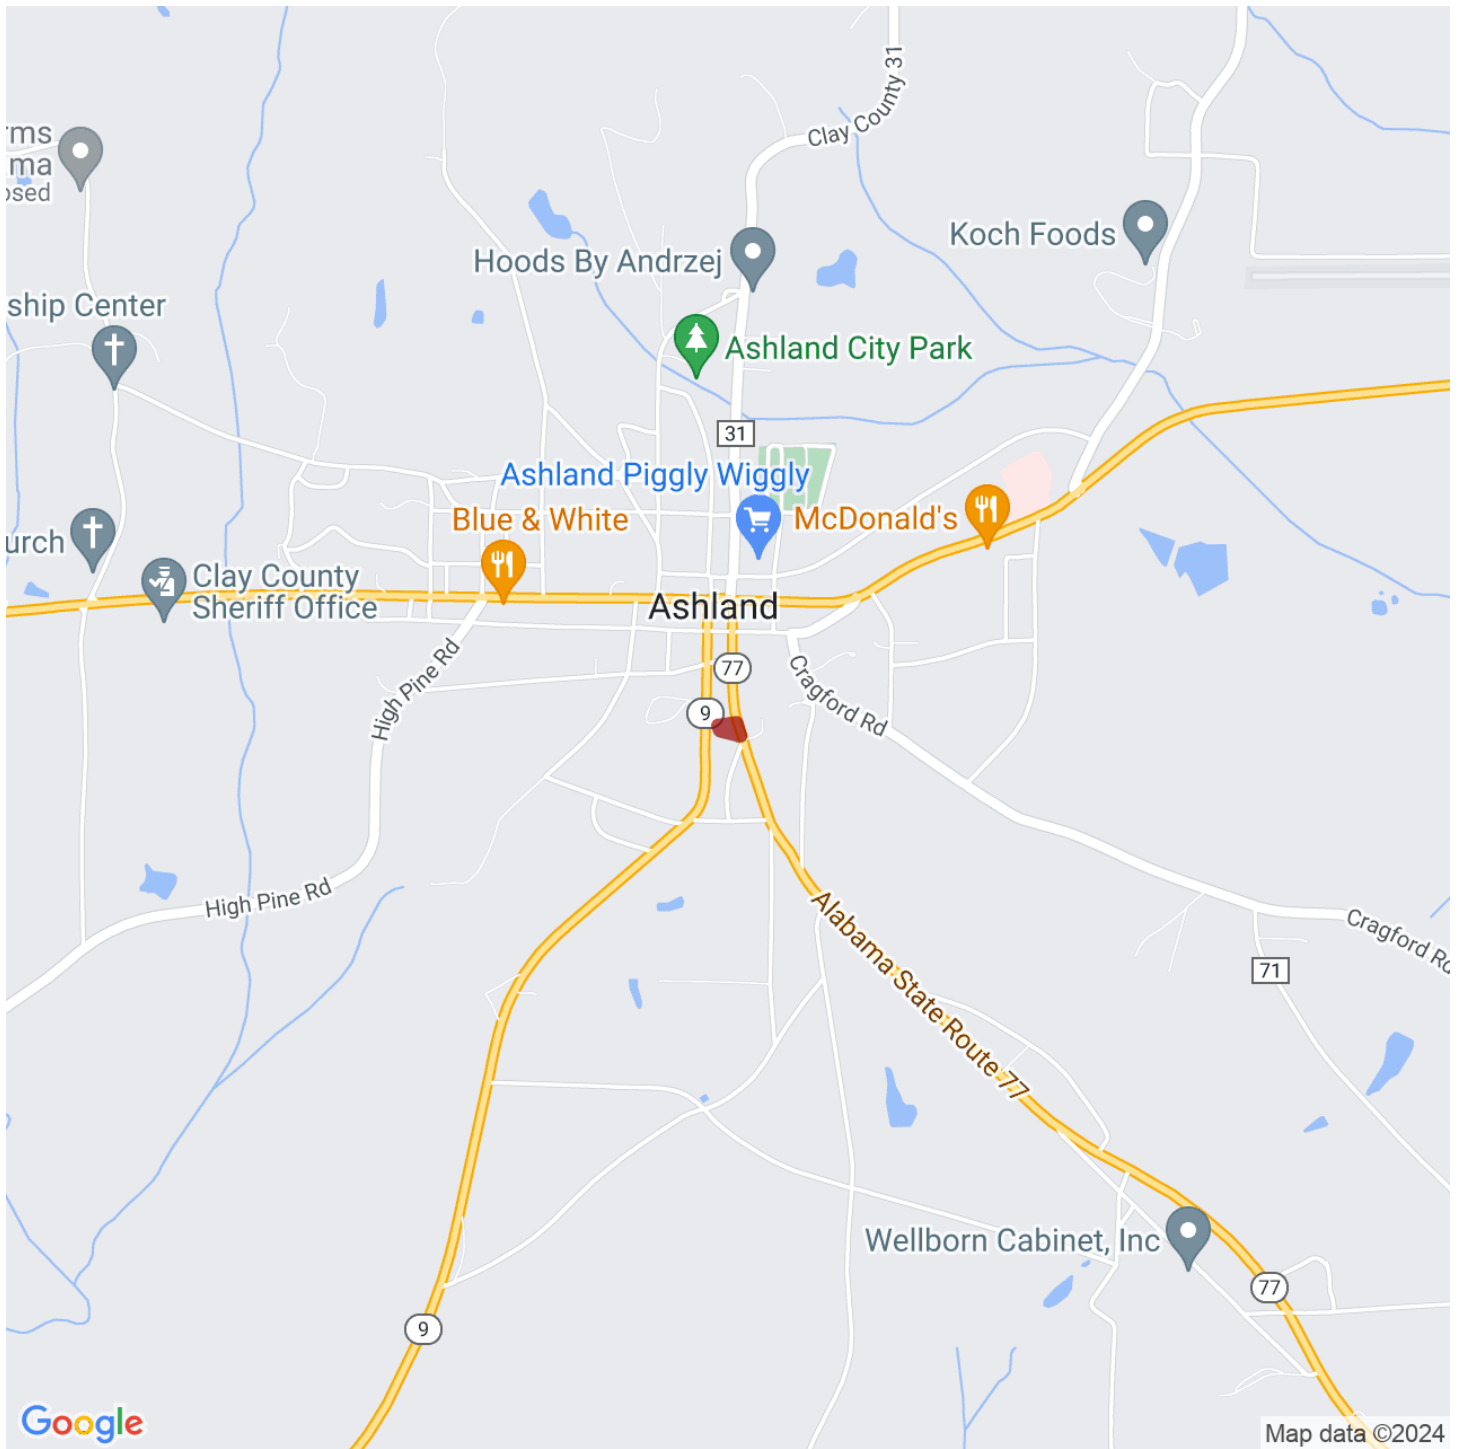 Clay County 31
rms
ma
osed
Koch Foods
Hoods By Andrzej
ship Center
Ashland City Park
31
Ashland Piggly Wiggly
Blue & White
McDonald's
urch
Clay County
Sheriff Office
Ashland
77
High Pine Rd
Cragford Rd
9
High Pine Rd
Alabama State Route 77
Cragford Rd
71
Wellborn Cabinet, Inc
77
9
Google
Map data ©2024